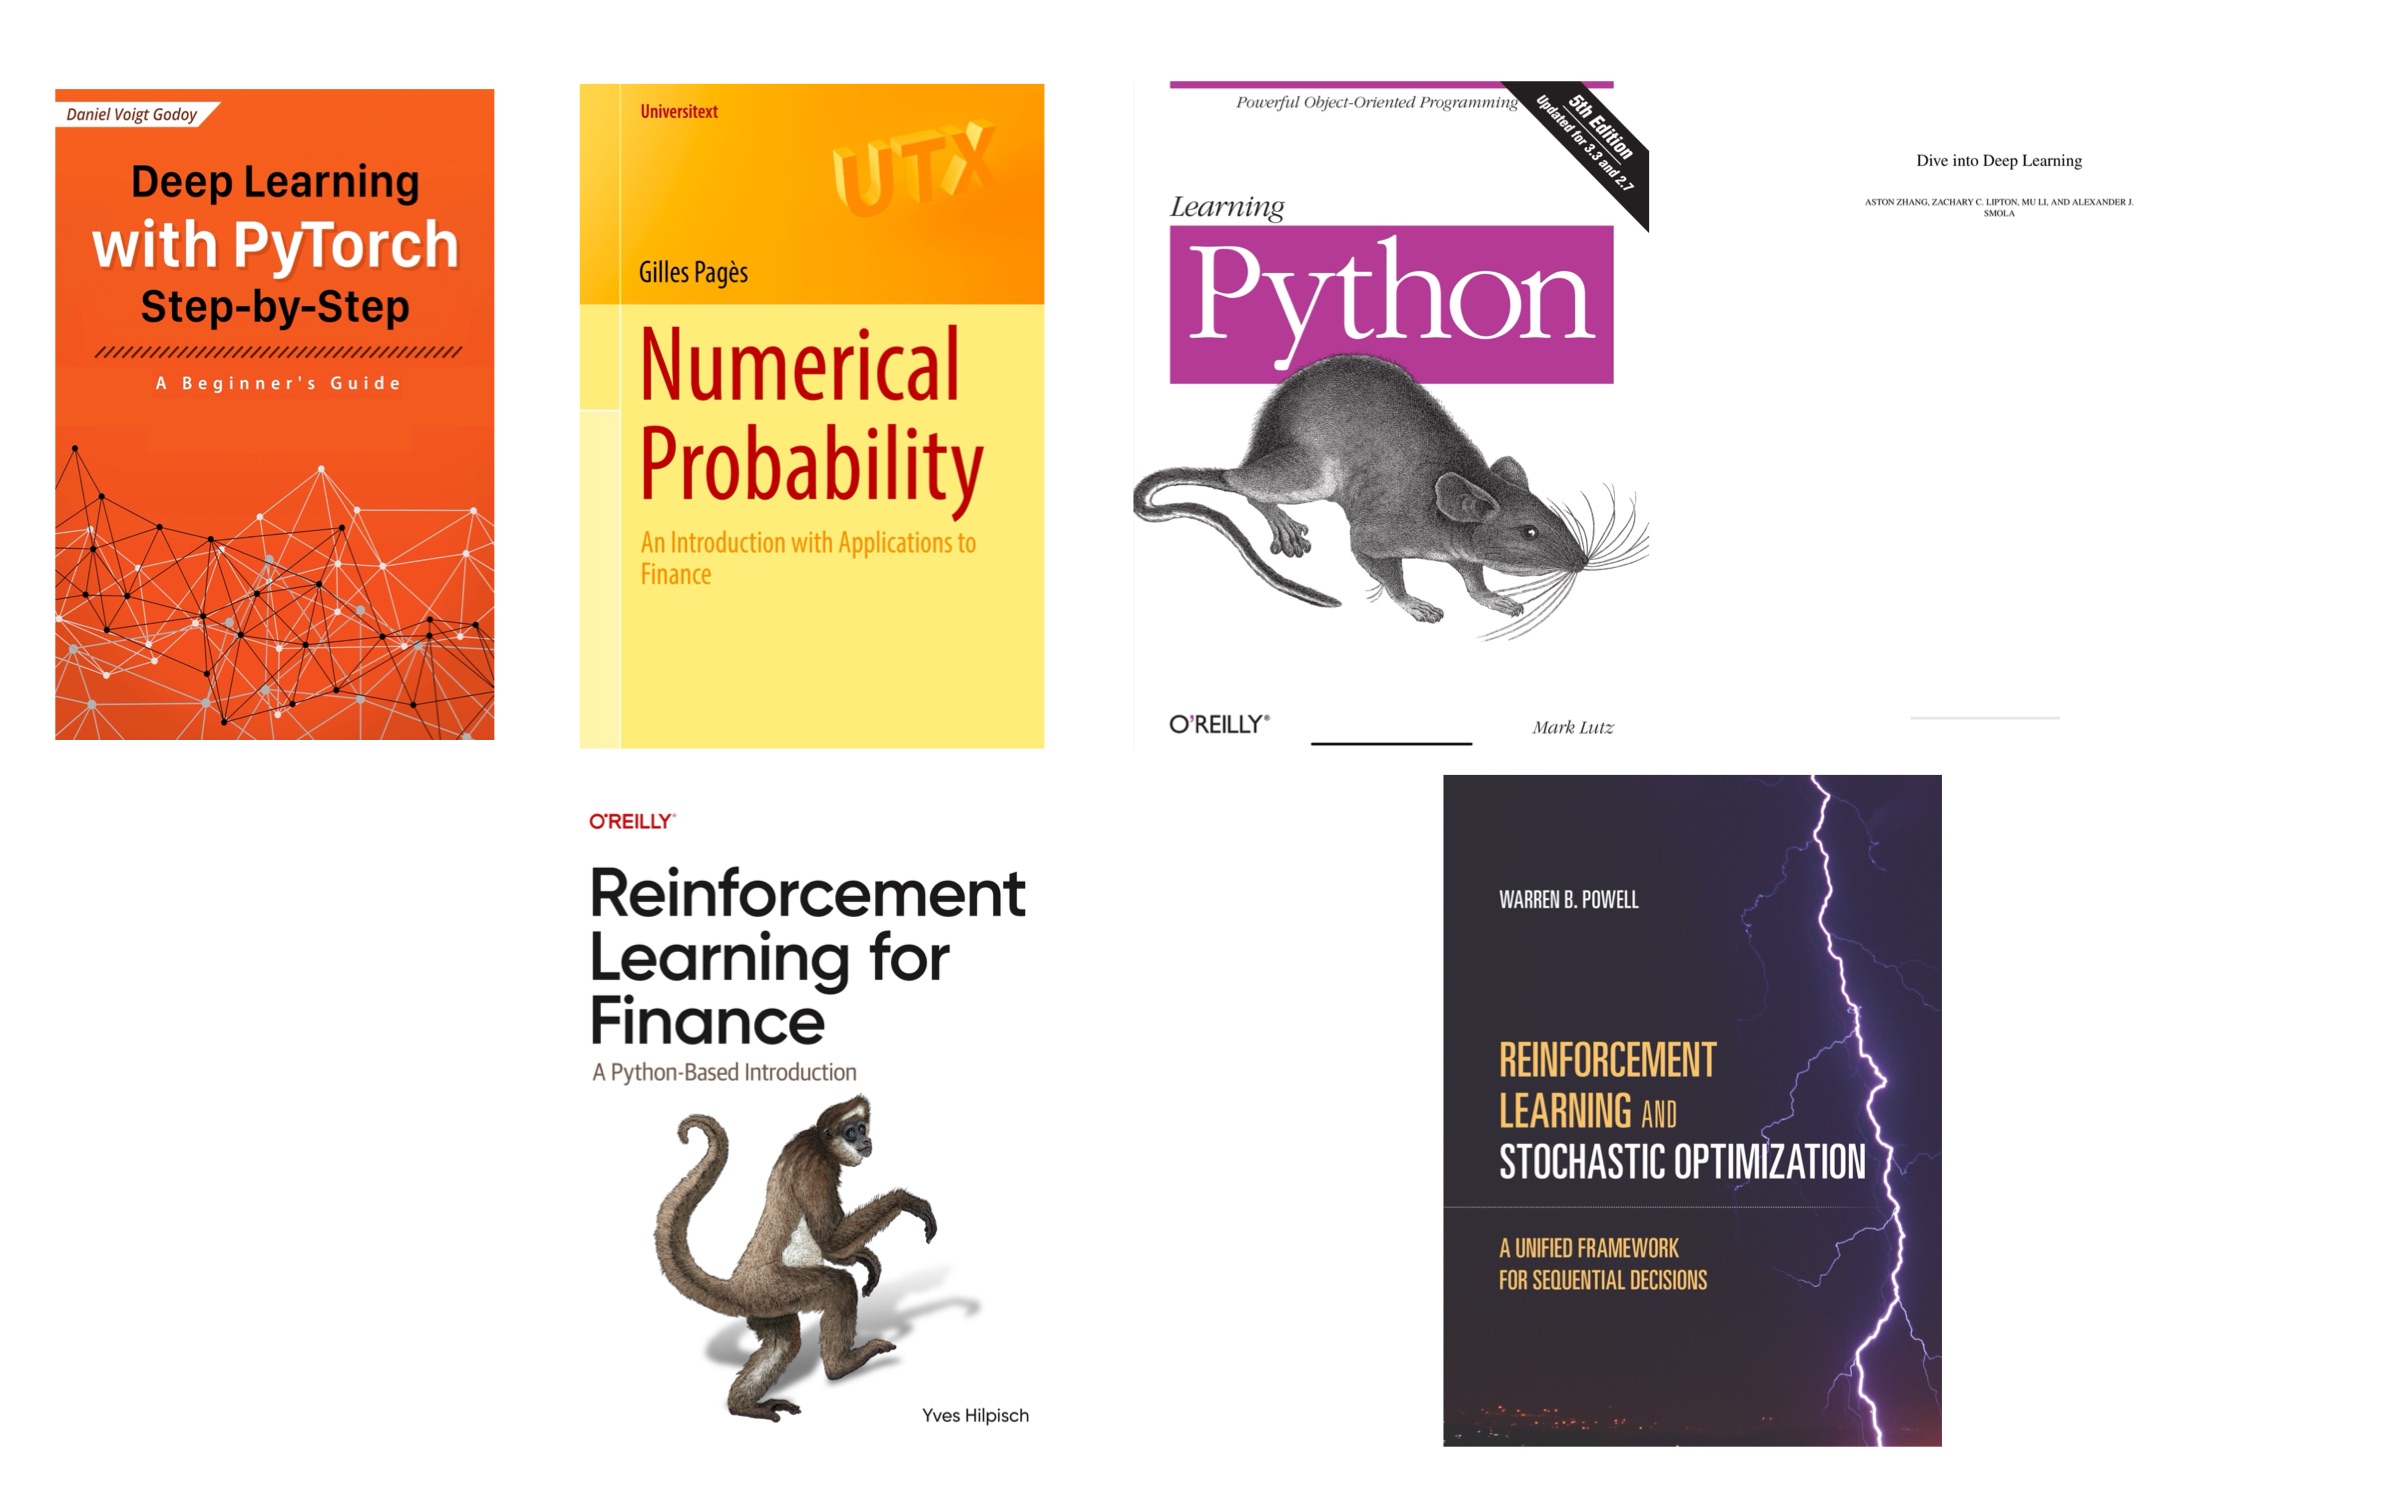 Daniel Voigt Godoy
Deep Learning
with PyTorch
Step-by-Step
A Beginner's Guide
Universitext
UTX
Gilles Pagès
Numerical
Probability
An Introduction with Applications to
Finance
Powerful Object-Oriented Programming
5th Edition
Updated for 3.3 and 2.7
Learning
Python
O'REILLY®
Mark Lutz
Dive into Deep Learning
ASTON ZHANG, ZACHARY C. LIPTON, MU LI, AND ALEXANDER J.
SMOLA
O'REILLY®
Reinforcement
Learning for
Finance
A Python-Based Introduction
Yves Hilpisch
WARREN B. POWELL
REINFORCEMENT
LEARNING AND
STOCHASTIC OPTIMIZATION
A UNIFIED FRAMEWORK
FOR SEQUENTIAL DECISIONS